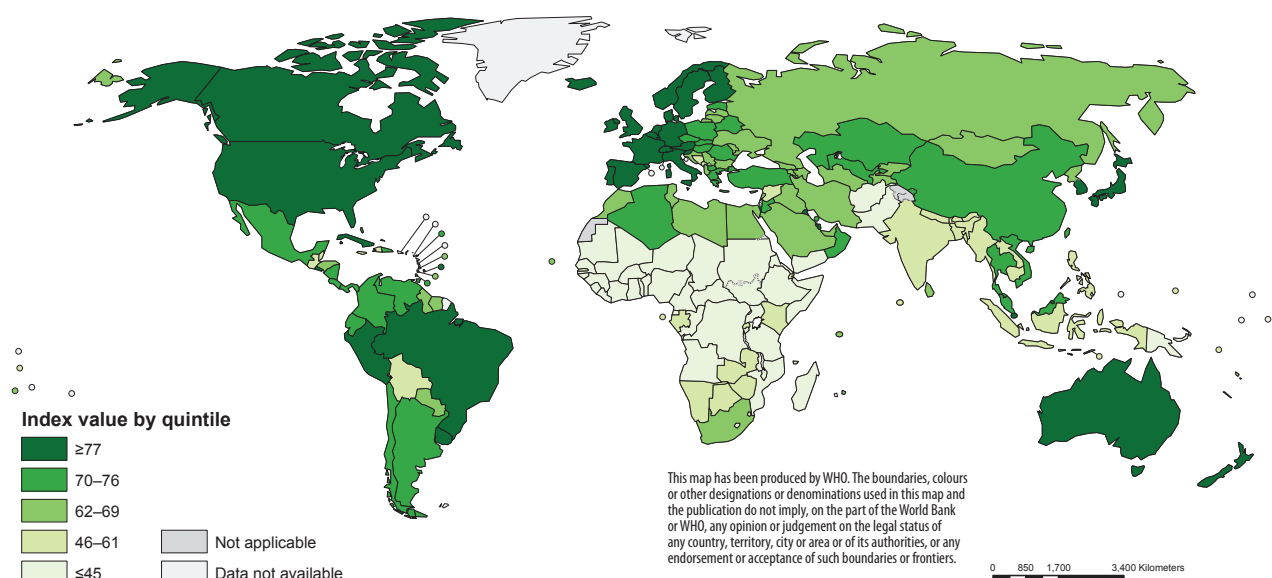 Index value by quintile
≥77
70–76
62–69
46–61
≤45
Not applicable
Data not available
This map has been produced by WHO. The boundaries, colours
or other designations or denominations used in this map and
the publication do not imply, on the part of the World Bank
or WHO, any opinion or judgement on the legal status of
any country, territory, city or area or of its authorities, or any
endorsement or acceptance of such boundaries or frontiers.
0 850 1,700 3,400 Kilometers